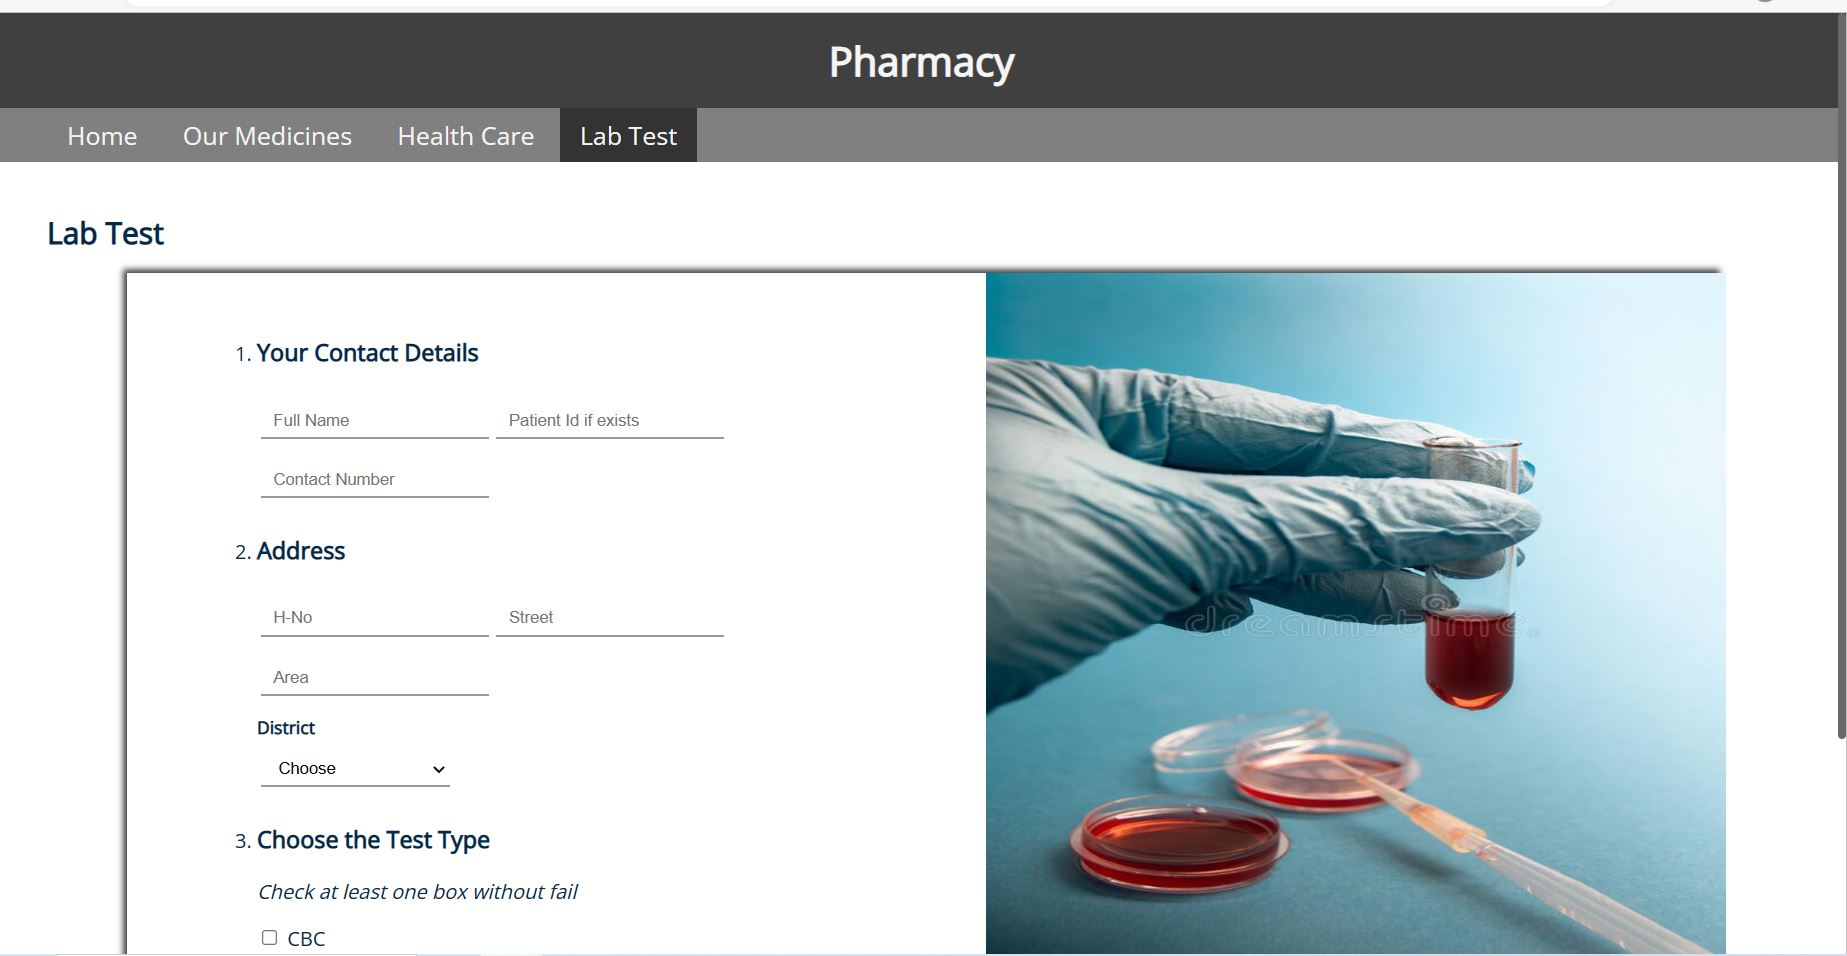 Pharmacy
Home Our Medicines Health Care Lab Test
Lab Test
1. Your Contact Details
Full Name Patient Id if exists
Contact Number
2. Address
H-No Street
Area
District
Choose
3. Choose the Test Type
Check at least one box without fail
CBC
dreamstime.